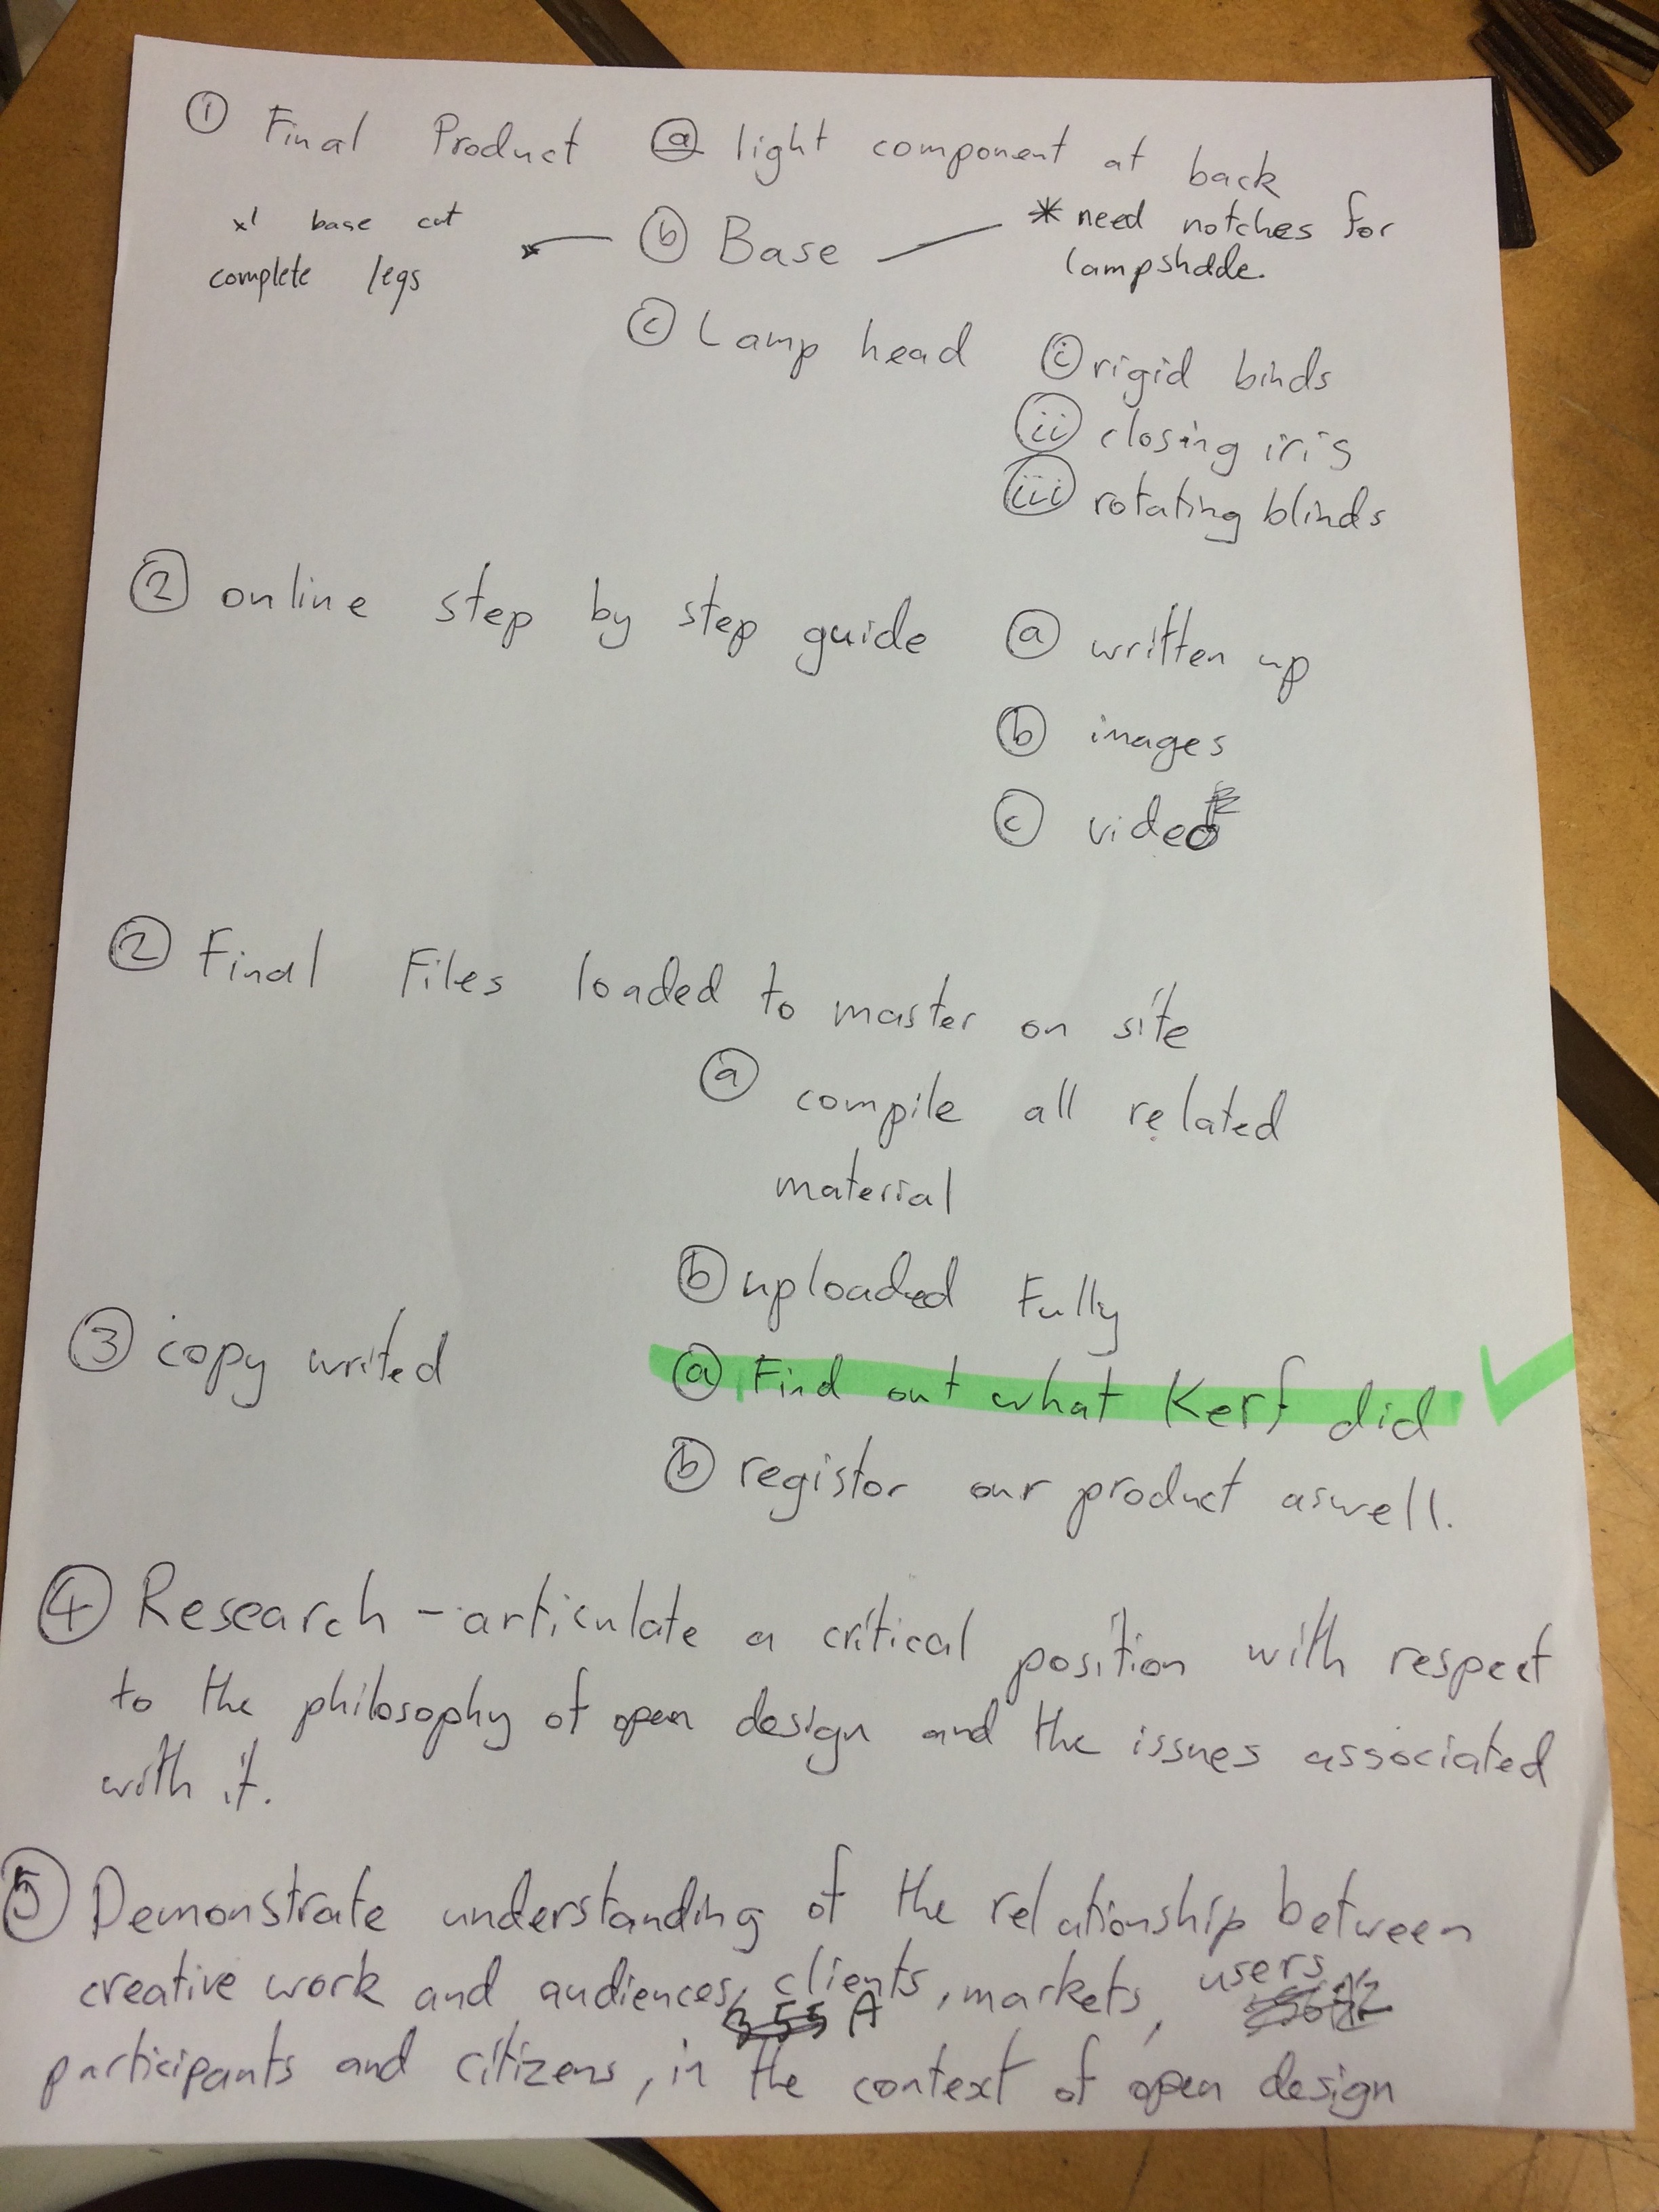 ① Final Product ⓐ light component at back
x1 base cut
complete legs
ⓑ Base
* need notches for
lampshade.
ⓒ Lamp head ⓘ rigid binds
ⓘⓘ closing iris
ⓘⓘⓘ rotating blinds
② online step by step guide ⓐ written up
ⓑ images
ⓒ video
② Final Files loaded to master on site
ⓐ compile all related
material
ⓑ uploaded Fully
③ copy writed ⓐ Find out what Kerf did ✓
ⓑ registor our product aswell.
④ Research - articulate a critical position with respect
to the philosophy of open design and the issues associated
with it.
⑤ Demonstrate understanding of the relationship between
creative work and audiences, clients, markets, users,
A
participants and citizens, in the context of open design